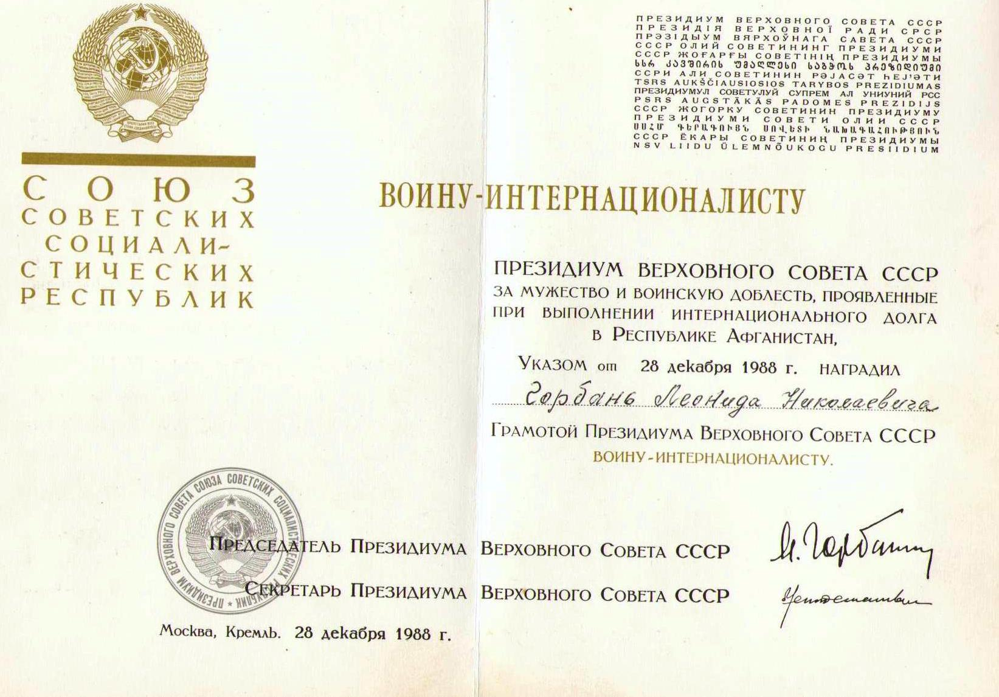 СОЮЗ
СОВЕТСКИХ
СОЦИАЛИ-
СТИЧЕСКИХ
РЕСПУБЛИК
ПРЕЗИДИУМ ВЕРХОВНОГО СОВЕТА СССР
ПРЕЗИДІЯ ВЕРХОВНОЇ РАДИ СРСР
ПРЭЗІДЫУМ ВЯРХОЎНАГА САВЕТА СССР
СССР ОЛИЙ СОВЕТИНИНГ ПРЕЗИДИУМИ
СССР ЖОҒАРҒЫ СОВЕТІНІҢ ПРЕЗИДИУМЫ
სსრ კავშირის უმაღლესი საბჭოს პრეზიდიუმი
ССРИ АЛИ СОВЕТИНИН РӘЈАСӘТ ҺЕЈ'ӘТИ
TSRS AUKŠČIAUSIOSIOS TARYBOS PREZIDIUMAS
ПРЕЗИДИУМУЛ СОВЕТУЛУЙ СУПРЕМ АЛ УНИУНИЙ РСС
PSRS AUGSTĀKĀS PADOMES PREZIDIJS
СССР ЖОГОРКУ СОВЕТИНИН ПРЕЗИДИУМУ
ПРЕЗИДИУМИ СОВЕТИ ОЛИИ СССР
ՍՍՀՄ ԳԵՐԱԳՈՒՅՆ ՍՈՎԵՏԻ ՆԱԽԱԳԱՀՈՒԹՅՈՒՆ
СССР ЁКАРЫ СОВЕТИНИҢ ПРЕЗИДИУМЫ
NSV LIIDU ÜLEMNÕUKOGU PRESIIDIUM
ВОИНУ-ИНТЕРНАЦИОНАЛИСТУ
ПРЕЗИДИУМ ВЕРХОВНОГО СОВЕТА СССР
ЗА МУЖЕСТВО И ВОИНСКУЮ ДОБЛЕСТЬ, ПРОЯВЛЕННЫЕ
ПРИ ВЫПОЛНЕНИИ ИНТЕРНАЦИОНАЛЬНОГО ДОЛГА
В РЕСПУБЛИКЕ АФГАНИСТАН,
УКАЗОМ от 28 декабря 1988 г. НАГРАДИЛ
Горбань Леонида Николаевича
ГРАМОТОЙ ПРЕЗИДИУМА ВЕРХОВНОГО СОВЕТА СССР
ВОИНУ-ИНТЕРНАЦИОНАЛИСТУ.
ПРЕЗИДИУМ ВЕРХОВНОГО СОВЕТА СОЮЗА СОВЕТСКИХ СОЦИАЛИСТИЧЕСКИХ РЕСПУБЛИК *
ПРЕДСЕДАТЕЛЬ ПРЕЗИДИУМА ВЕРХОВНОГО СОВЕТА СССР
СЕКРЕТАРЬ ПРЕЗИДИУМА ВЕРХОВНОГО СОВЕТА СССР
Москва, Кремль. 28 декабря 1988 г.